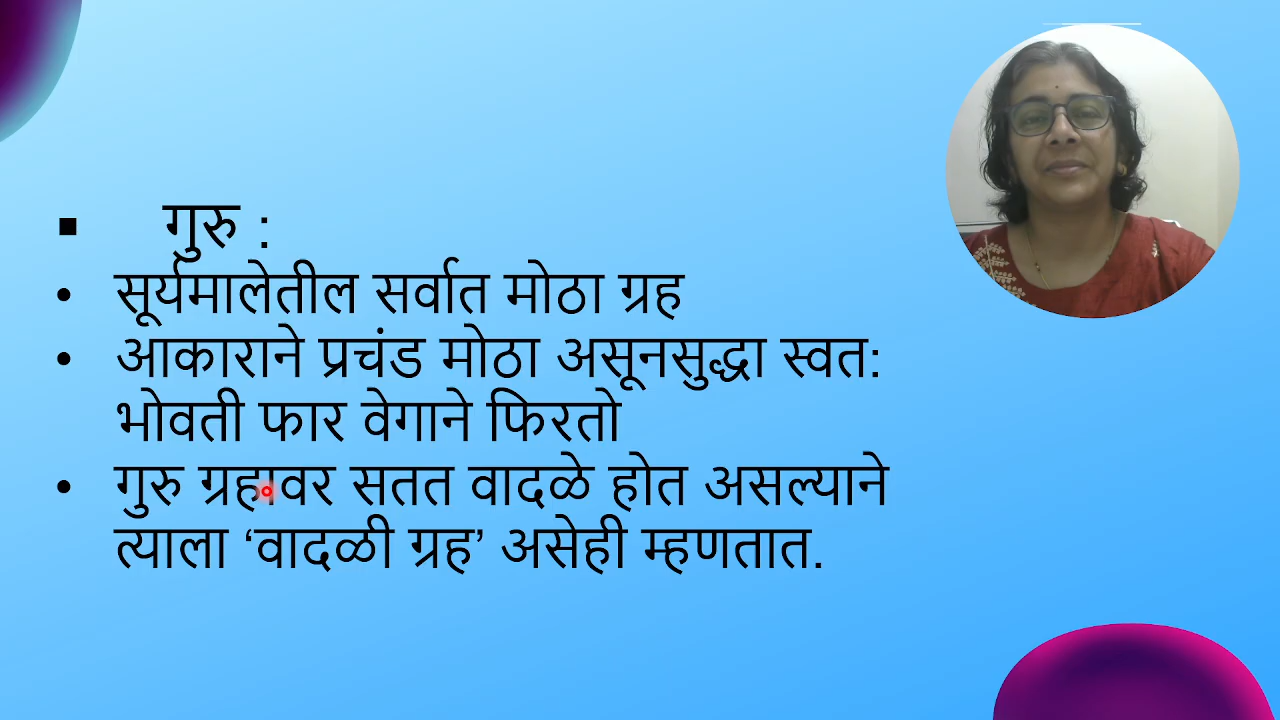 ▪ गुरु :
• सूर्यमालेतील सर्वात मोठा ग्रह
• आकाराने प्रचंड मोठा असूनसुद्धा स्वत:
भोवती फार वेगाने फिरतो
• गुरु ग्रहावर सतत वादळे होत असल्याने
त्याला ‘वादळी ग्रह’ असेही म्हणतात.